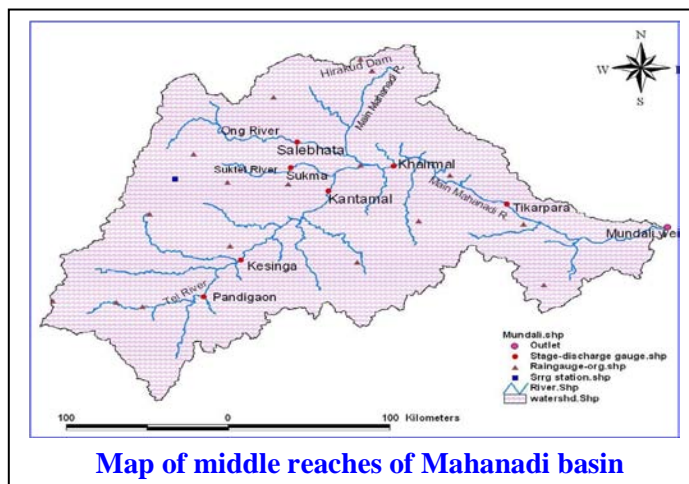 N
W
S
Hirakud Dam
Main Mahanadi R.
Ong River
Salebhata
Khairmal
Suktel River
Sukma
Kantamal
Main Mahanadi R.
Tikarpara
Mundali wei
Kesinga
Tel River
Pandigaon
Mundali.shp
Outlet
Stage-discharge gauge.shp
Raingauge-org.shp
Srrg station.shp
River.Shp
watershd.Shp
100 0 100 Kilometers
Map of middle reaches of Mahanadi basin